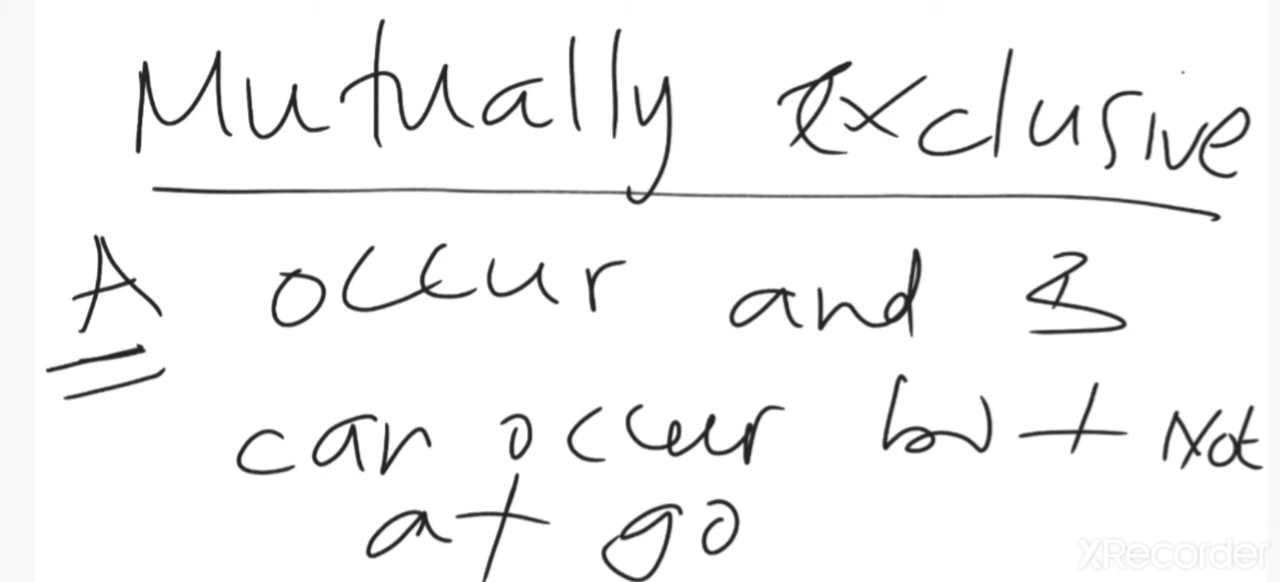 Mutually exclusive
A occur and B
can occur but Not
at go
XRecorder